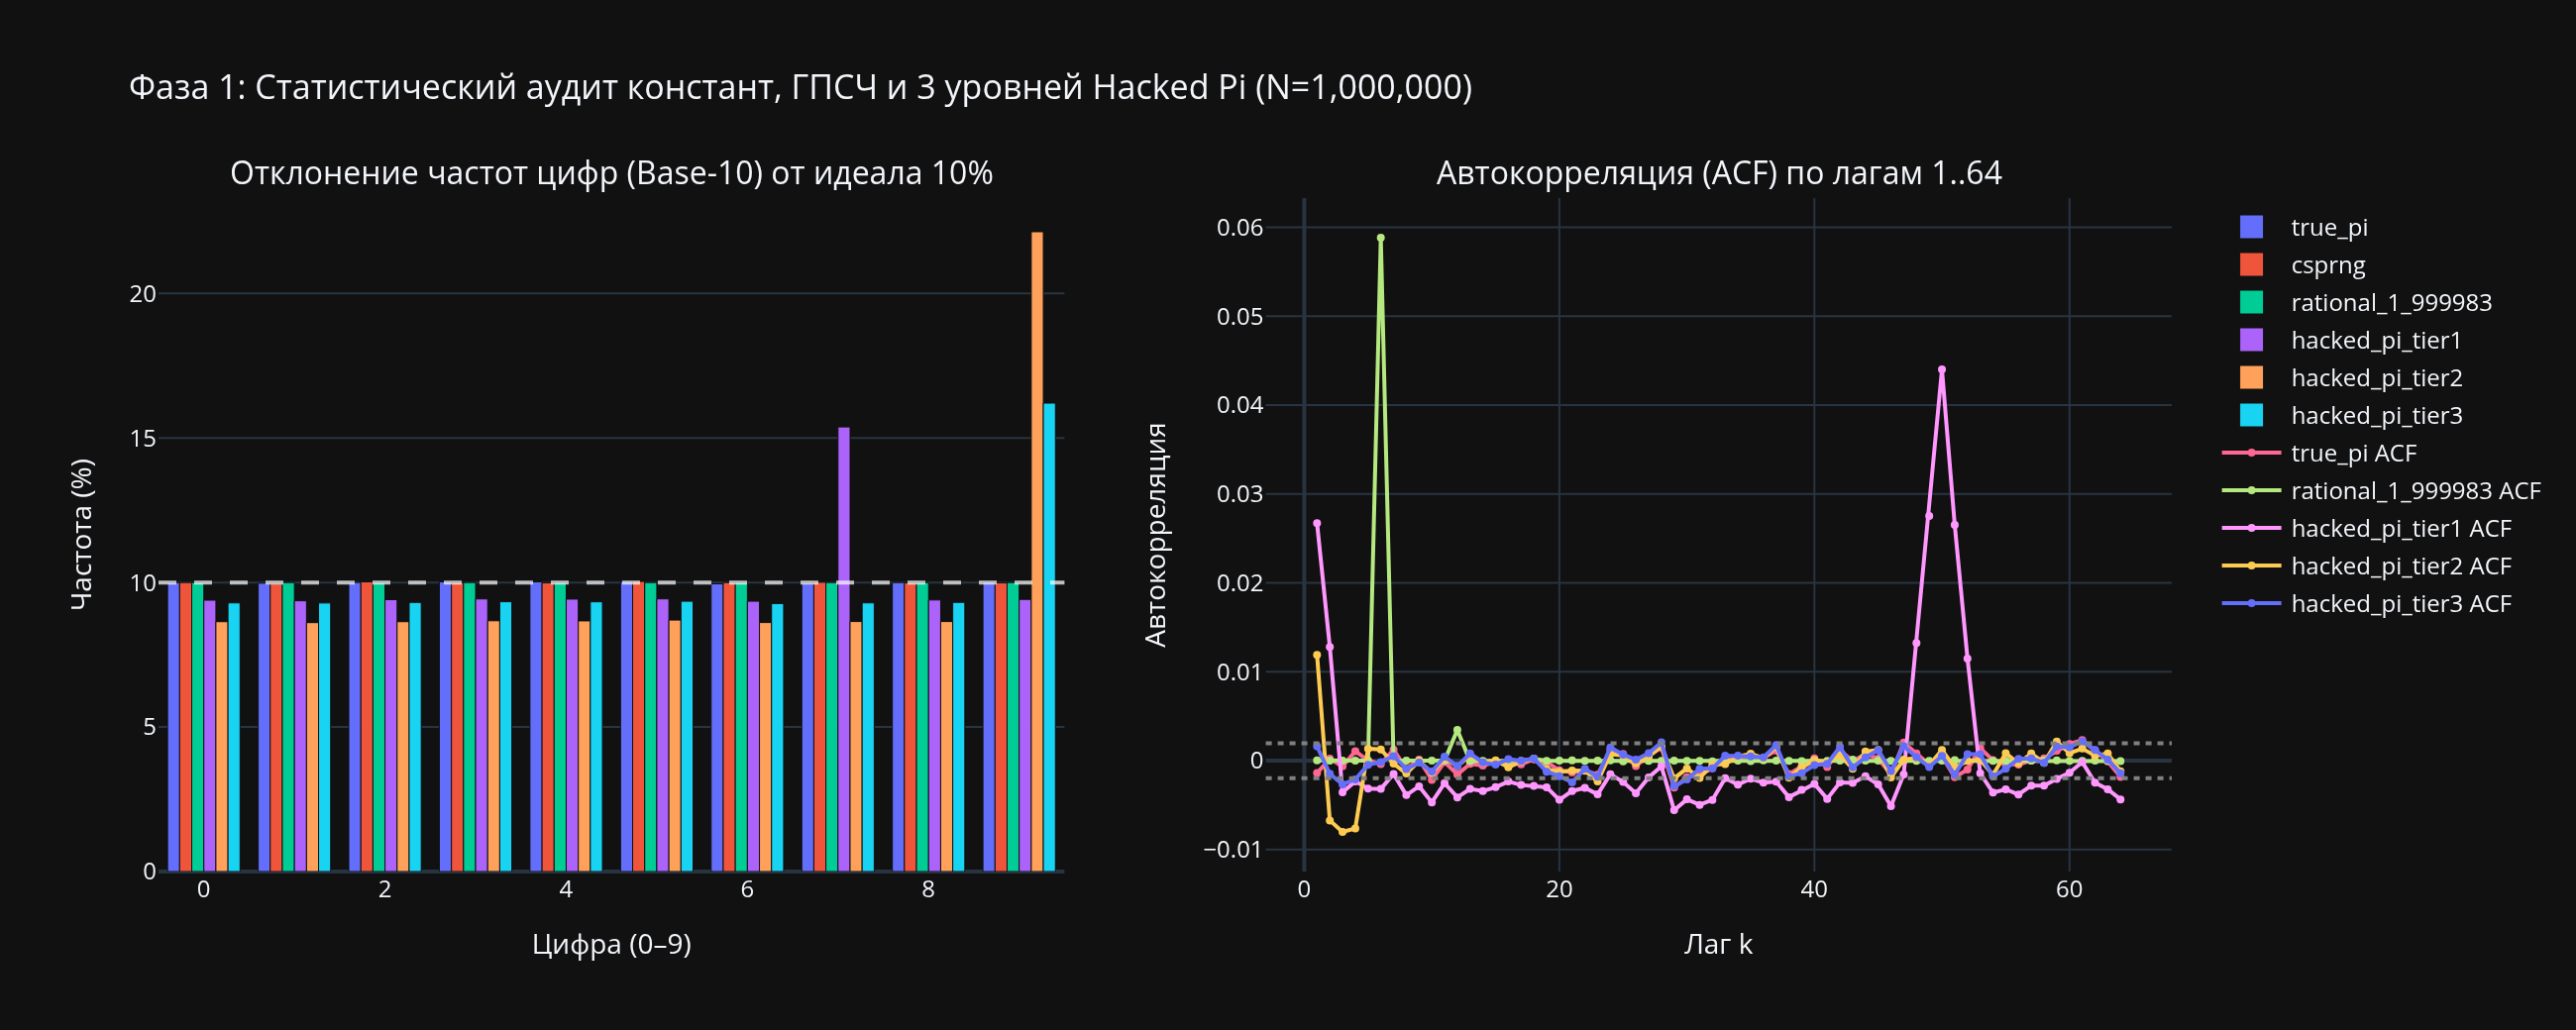 Фаза 1: Статистический аудит констант, ГПСЧ и 3 уровней Hacked Pi (N=1,000,000)
Отклонение частот цифр (Base-10) от идеала 10%
Частота (%)
20
15
10
5
0
0 2 4 6 8
Цифра (0–9)
Автокорреляция (ACF) по лагам 1..64
Автокорреляция
0.06
0.05
0.04
0.03
0.02
0.01
0
−0.01
0 20 40 60
Лаг k
true_pi
csprng
rational_1_999983
hacked_pi_tier1
hacked_pi_tier2
hacked_pi_tier3
true_pi ACF
rational_1_999983 ACF
hacked_pi_tier1 ACF
hacked_pi_tier2 ACF
hacked_pi_tier3 ACF